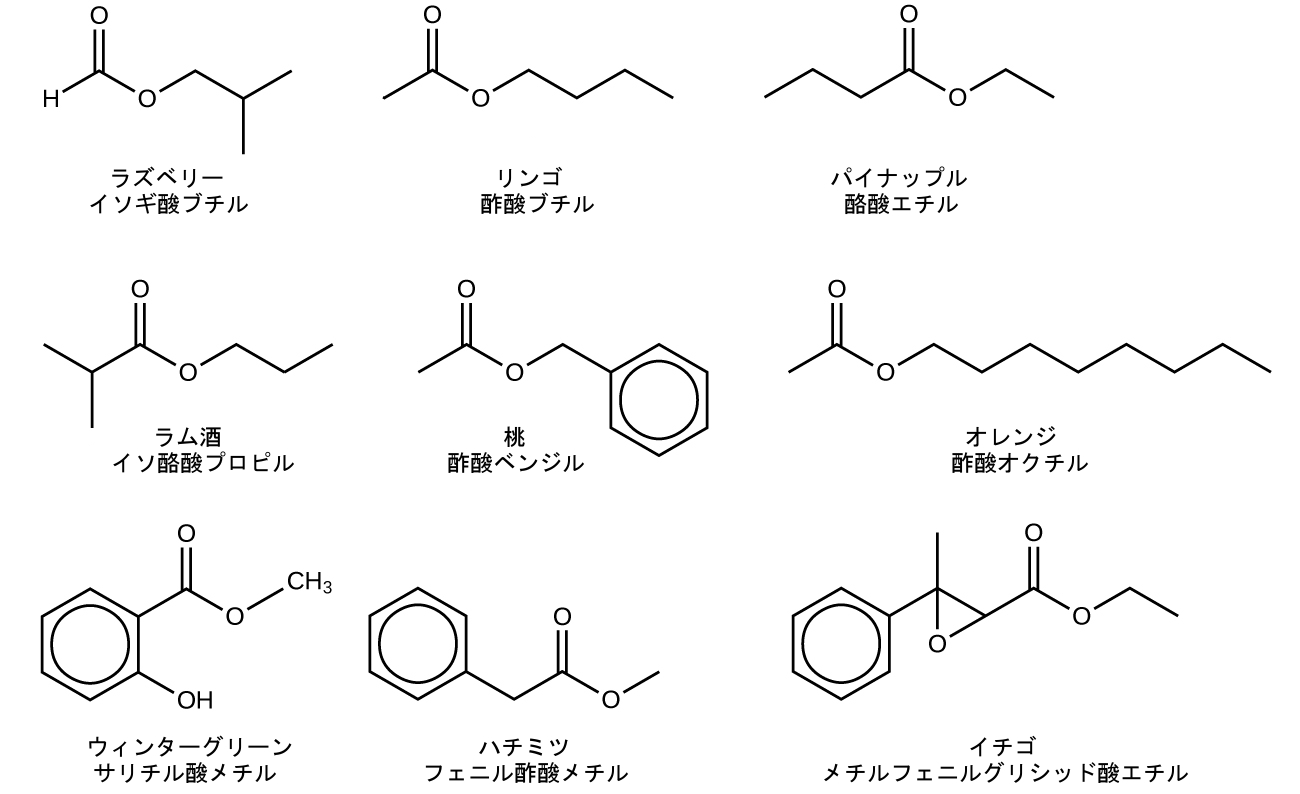 O
H
O
ラズベリー
イソギ酸ブチル
O
O
リンゴ
酢酸ブチル
O
O
パイナップル
酪酸エチル
O
O
ラム酒
イソ酪酸プロピル
O
O
桃
酢酸ベンジル
O
O
オレンジ
酢酸オクチル
O
CH3
O
OH
ウィンターグリーン
サリチル酸メチル
O
O
ハチミツ
フェニル酢酸メチル
O
O
O
イチゴ
メチルフェニルグリシッド酸エチル